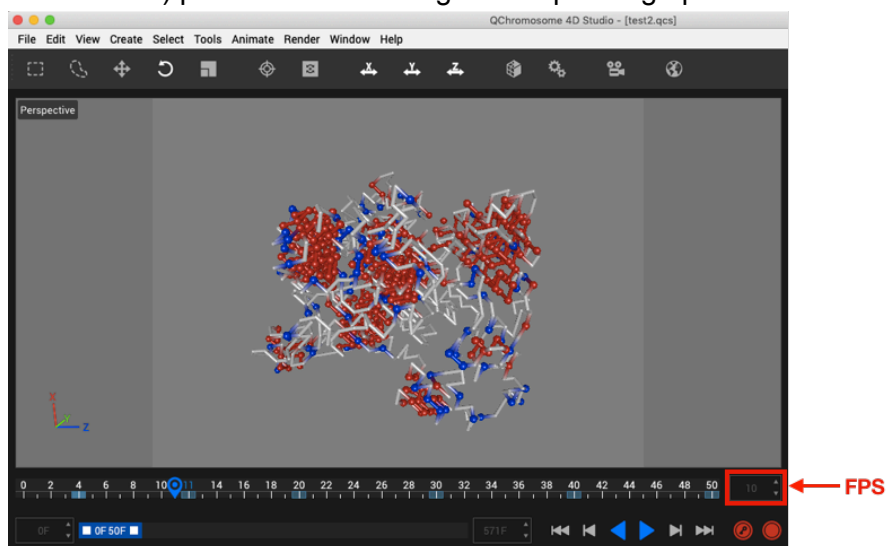 QChromosome 4D Studio - [test2.qcs]
File Edit View Create Select Tools Animate Render Window Help
X Y Z
Perspective
X
Y
Z
0 2 4 6 8 10 11 14 16 18 20 22 24 26 28 30 32 34 36 38 40 42 44 46 48 50 10 FPS
0F 0F 50F 571F